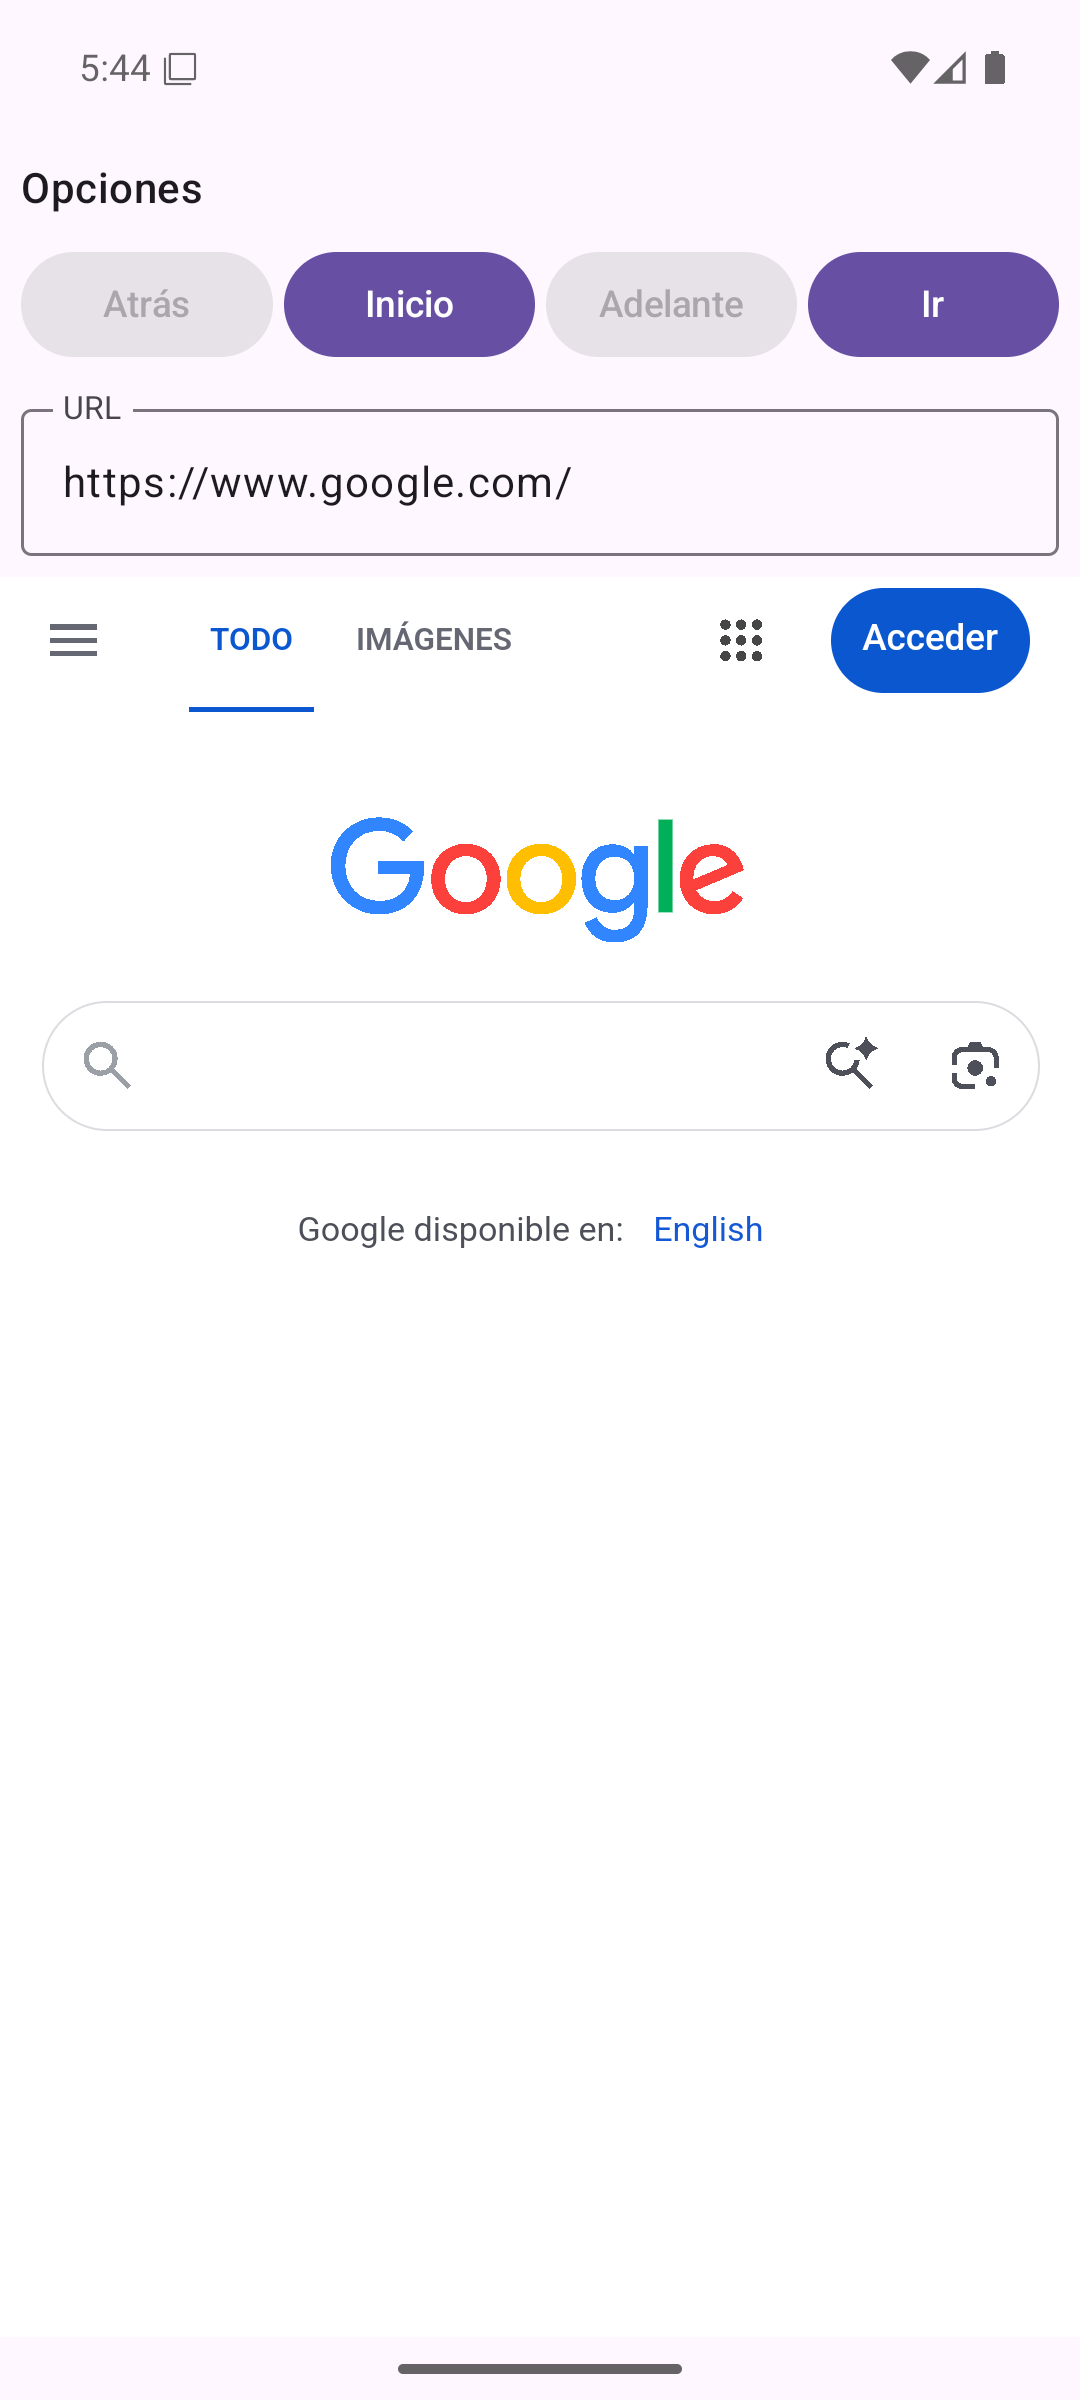 5:44
Opciones
Atrás Inicio Adelante Ir
URL
https://www.google.com/
TODO IMÁGENES Acceder
Google
Google disponible en: English